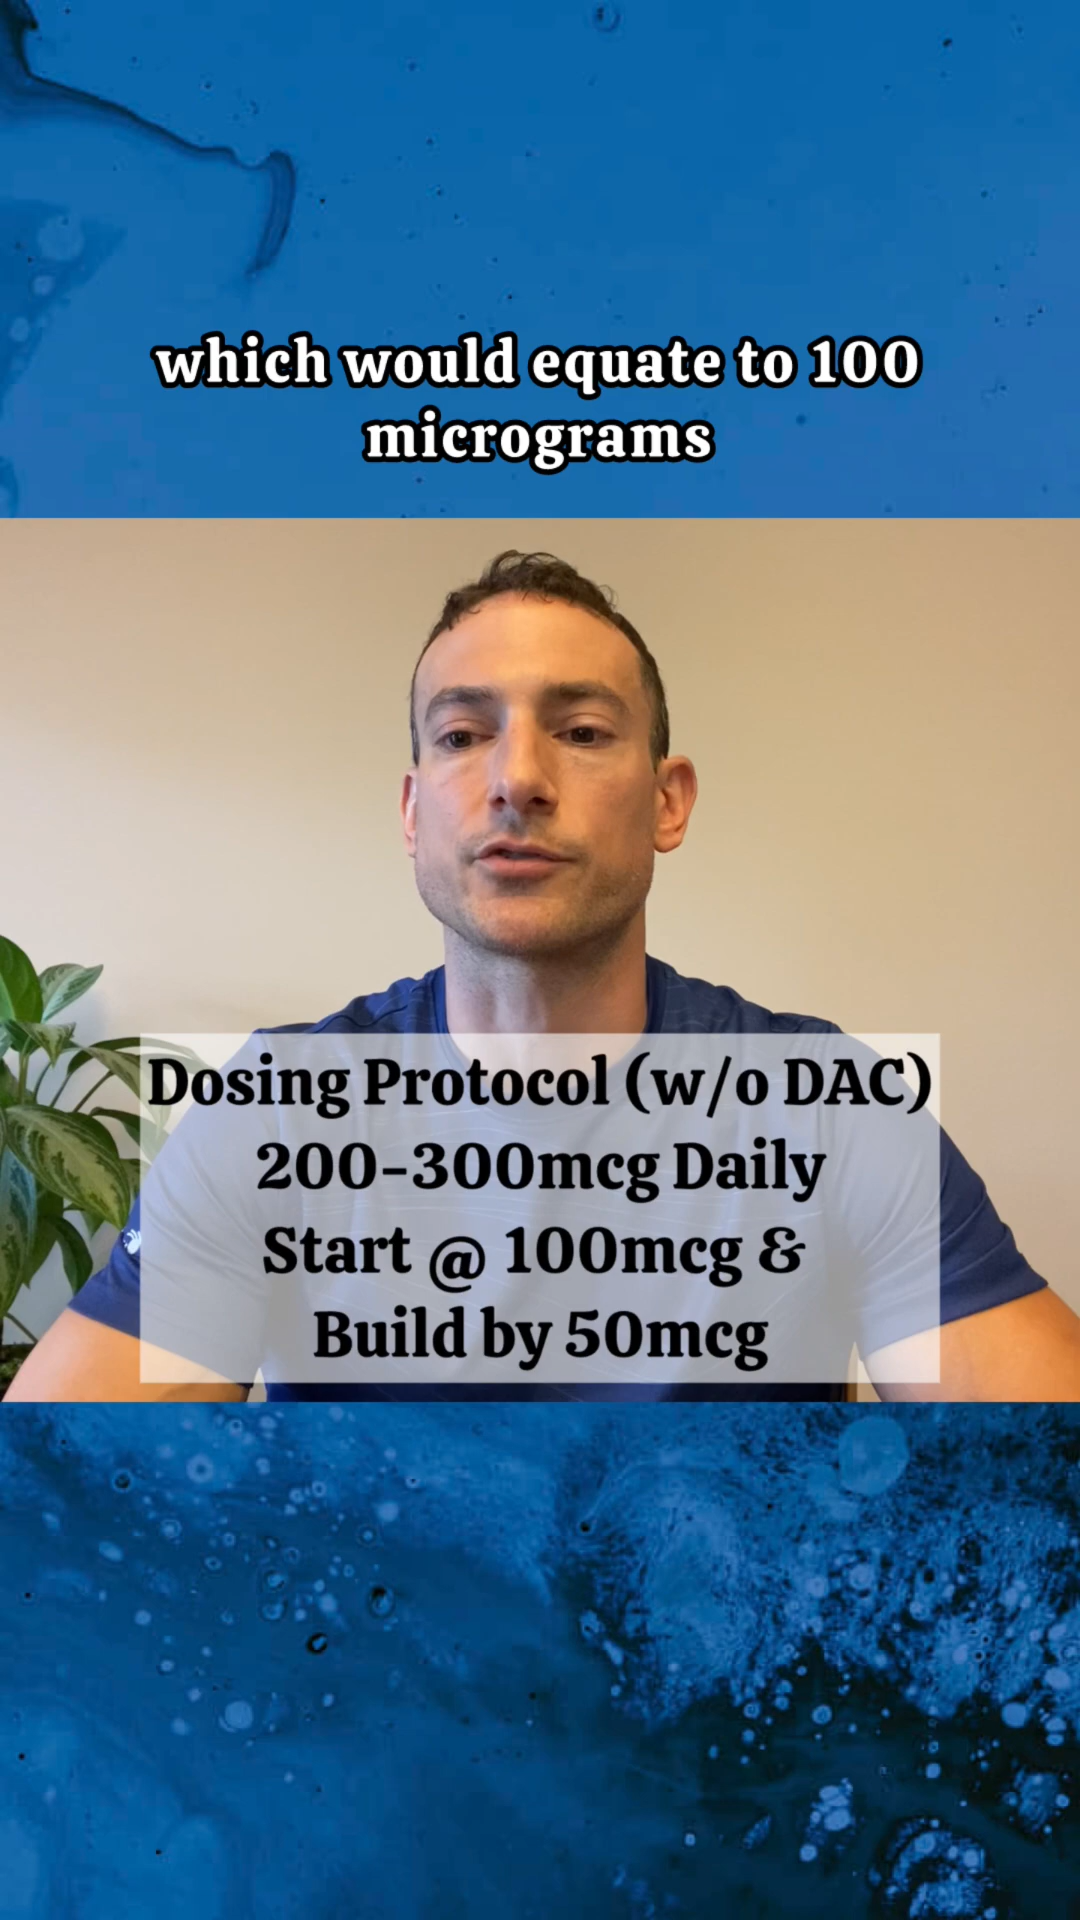 which would equate to 100
micrograms
Dosing Protocol (w/o DAC)
200-300mcg Daily
Start @ 100mcg &
Build by 50mcg